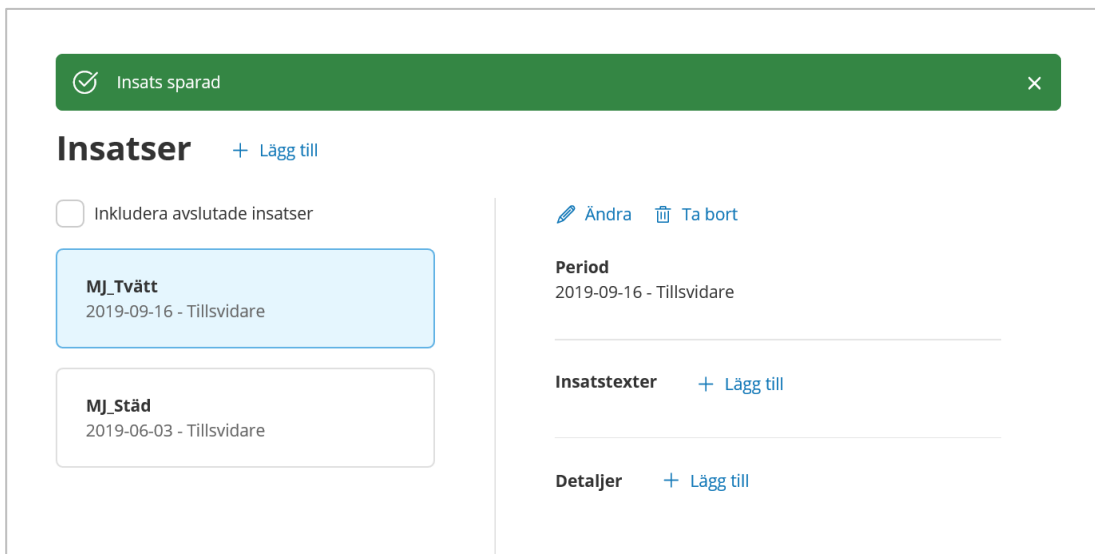 Insats sparad
Insatser
Lägg till
Inkludera avslutade insatser
MJ_Tvätt
2019-09-16 - Tillsvidare
MJ_Städ
2019-06-03 - Tillsvidare
Ändra
Ta bort
Period
2019-09-16 - Tillsvidare
Insatstexter
Lägg till
Detaljer
Lägg till